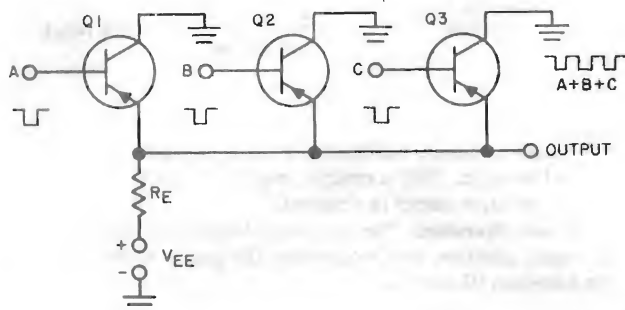 Q1 Q2 Q3
A B C
A+B+C
OUTPUT
RE
+
VEE
-